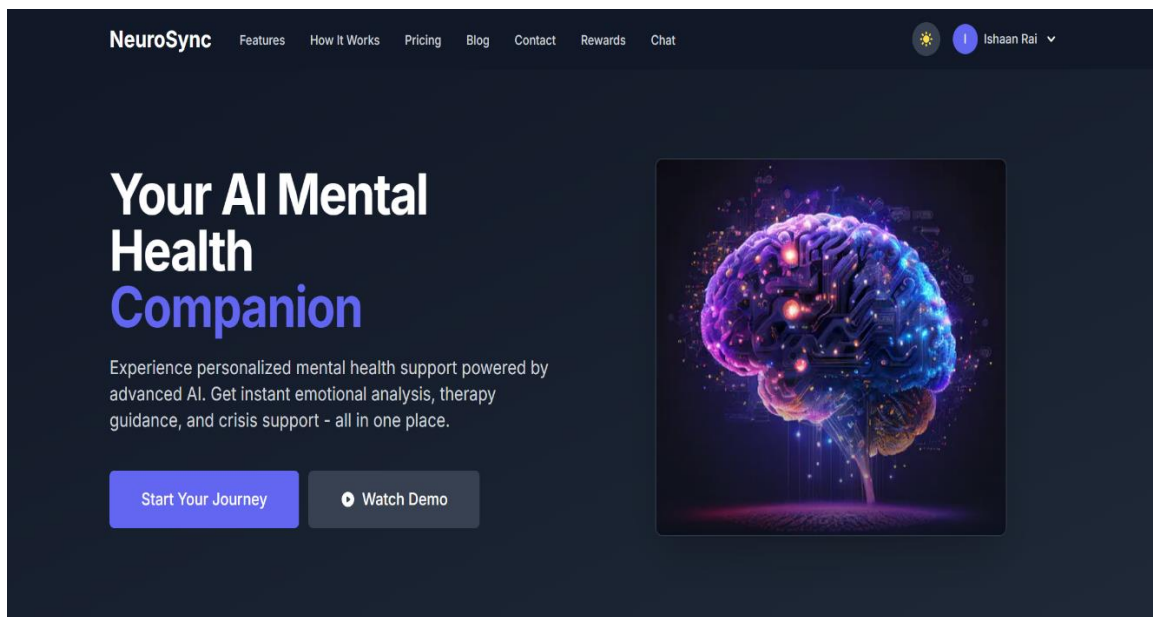 NeuroSync Features How It Works Pricing Blog Contact Rewards Chat I Ishaan Rai
Your AI Mental
Health
Companion
Experience personalized mental health support powered by
advanced AI. Get instant emotional analysis, therapy
guidance, and crisis support - all in one place.
Start Your Journey Watch Demo